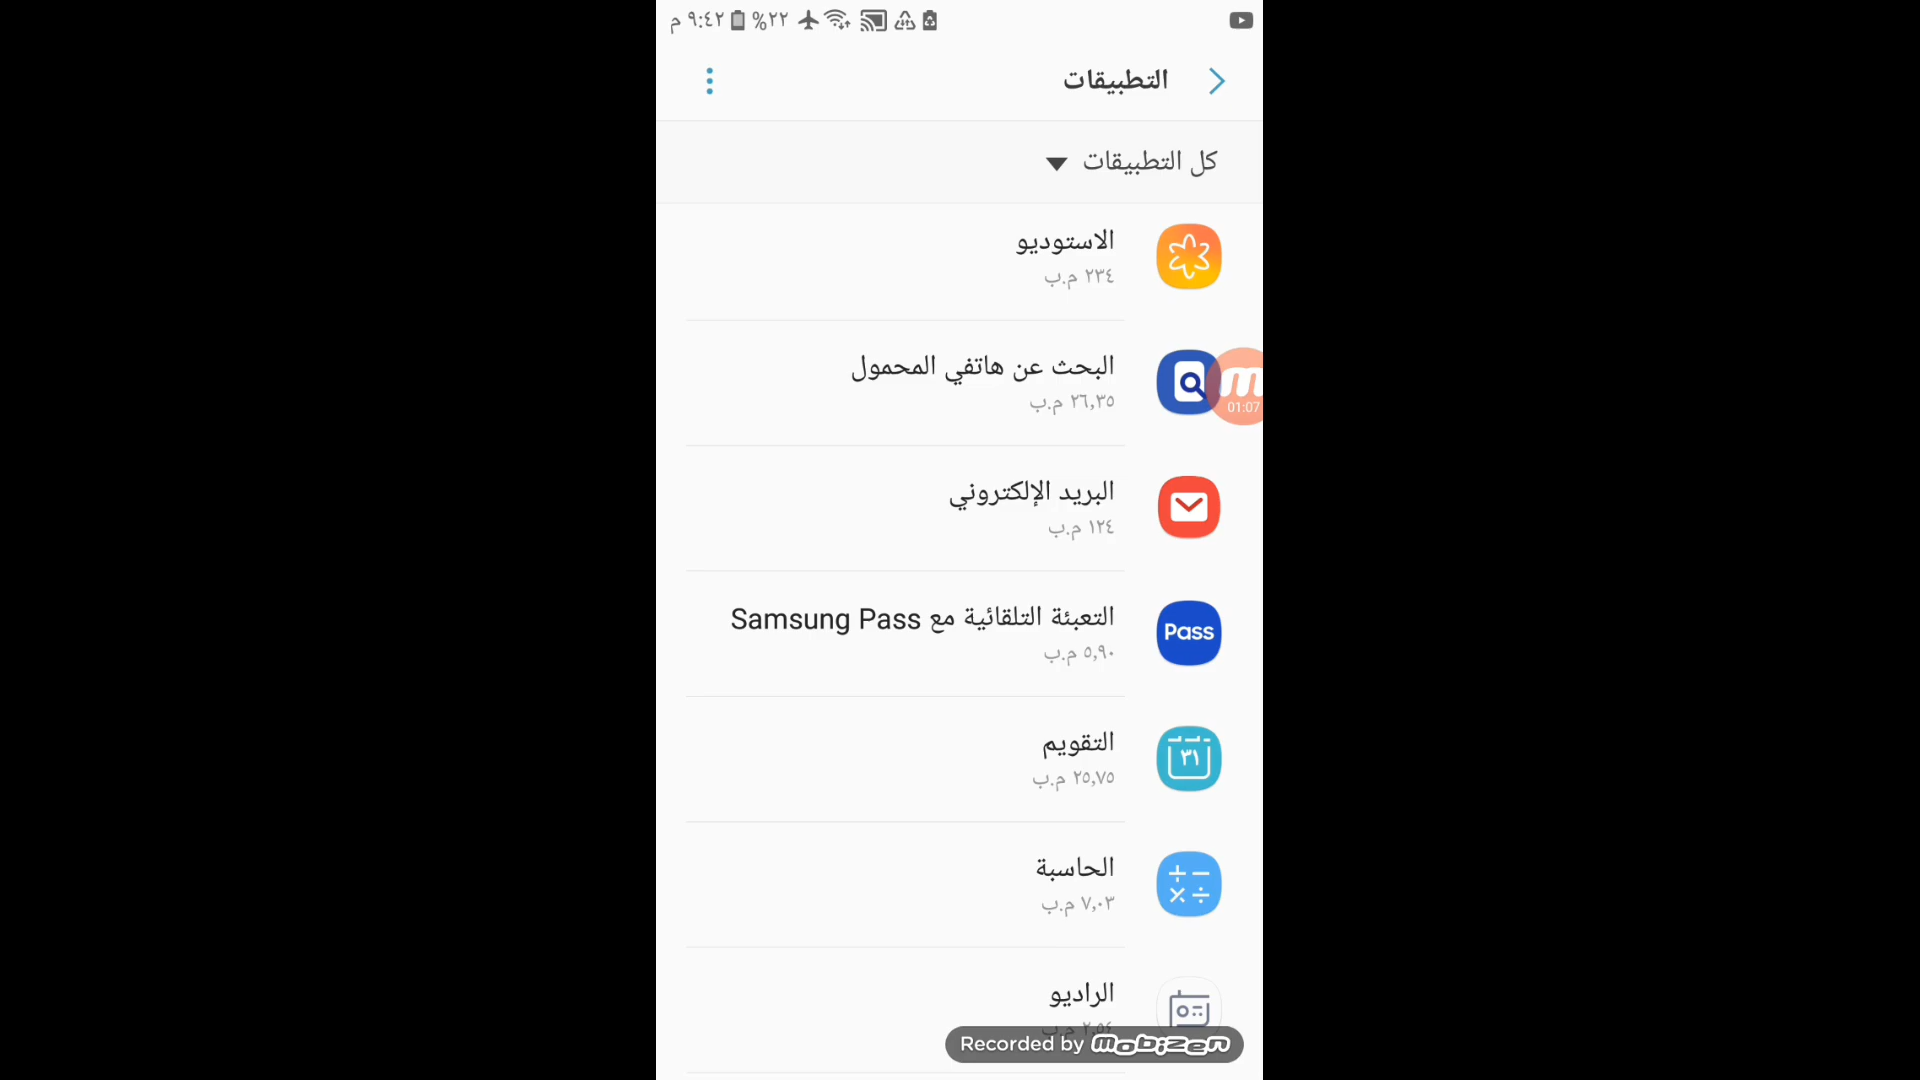 ٩:٤٢ م ٢٢%
التطبيقات
كل التطبيقات
الاستوديو
٢٣٤ م.ب
البحث عن هاتفي المحمول
٢٦,٣٥ م.ب
01:07
البريد الإلكتروني
١٢٤ م.ب
التعبئة التلقائية مع Samsung Pass
Pass
٥,٩٠ م.ب
التقويم
٣١
٢٥,٧٥ م.ب
الحاسبة
٧,٠٣ م.ب
الراديو
٢,٥٤ م.ب
Recorded by mobizen